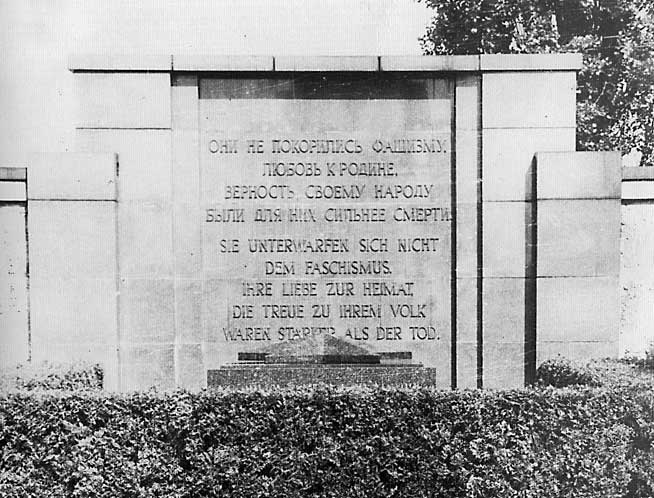 ОНИ НЕ ПОКОРИЛИСЬ ФАШИЗМУ.
ЛЮБОВЬ К РОДИНЕ,
ВЕРНОСТЬ СВОЕМУ НАРОДУ
БЫЛИ ДЛЯ НИХ СИЛЬНЕЕ СМЕРТИ.
SIE UNTERWARFEN SICH NICHT
DEM FASCHISMUS.
IHRE LIEBE ZUR HEIMAT,
DIE TREUE ZU IHREM VOLK
WAREN STÄRKER ALS DER TOD.